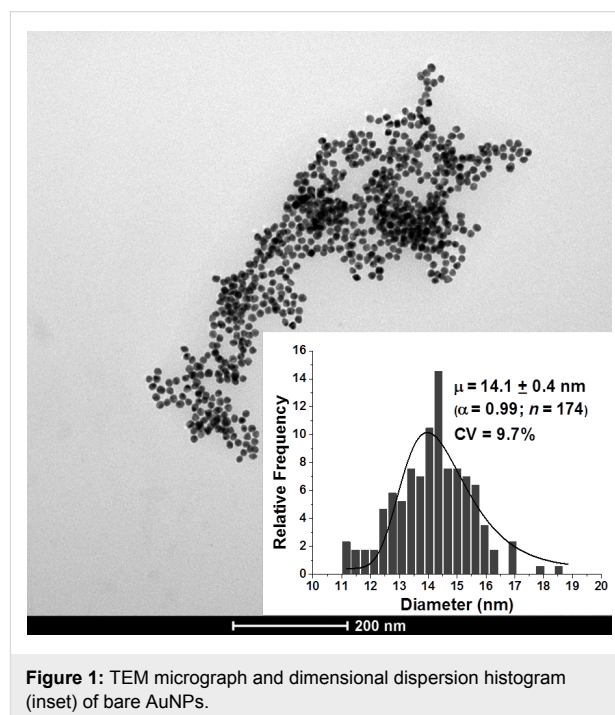 16
14
12
10
8
6
4
2
0
Relative Frequency
μ = 14.1 ± 0.4 nm
(α = 0.99; n = 174)
CV = 9.7%
10 11 12 13 14 15 16 17 18 19 20
Diameter (nm)
200 nm
Figure 1: TEM micrograph and dimensional dispersion histogram
(inset) of bare AuNPs.